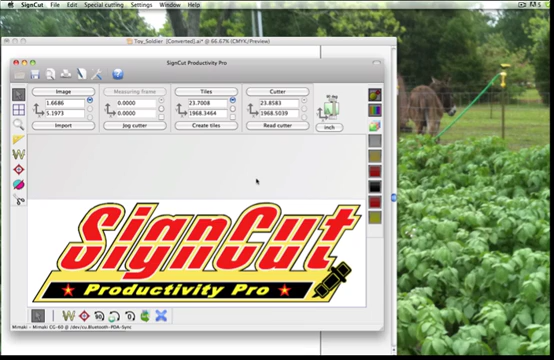 SignCut File Edit Special cutting Settings Window Help
Toy_Soldier [Converted].ai* @ 66.67% (CMYK/Preview)
SignCut Productivity Pro
Image Measuring frame Tiles Cutter
90 deg
1.6686 0.0000 23.7008 23.8583
5.1973 0.0000 1968.3464 1968.5039
Import Jog cutter Create tiles Read cutter inch
SignCut
Productivity Pro
Mimaki - Mimaki CG-60 @ /dev/cu.Bluetooth-PDA-Sync